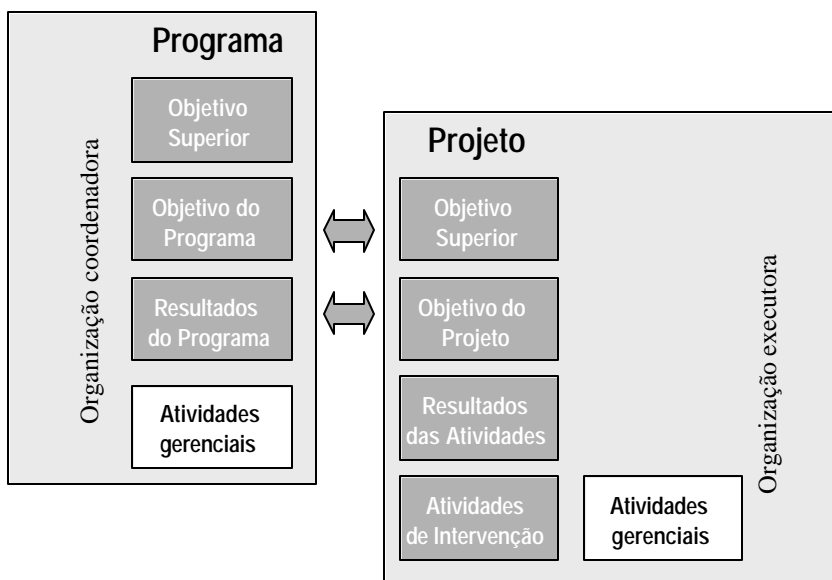 Programa
Organização coordenadora
Objetivo
Superior
Objetivo do
Programa
Resultados
do Programa
Atividades
gerenciais
Projeto
Objetivo
Superior
Objetivo do
Projeto
Resultados
das Atividades
Atividades
de Intervenção
Atividades
gerenciais
Organização executora